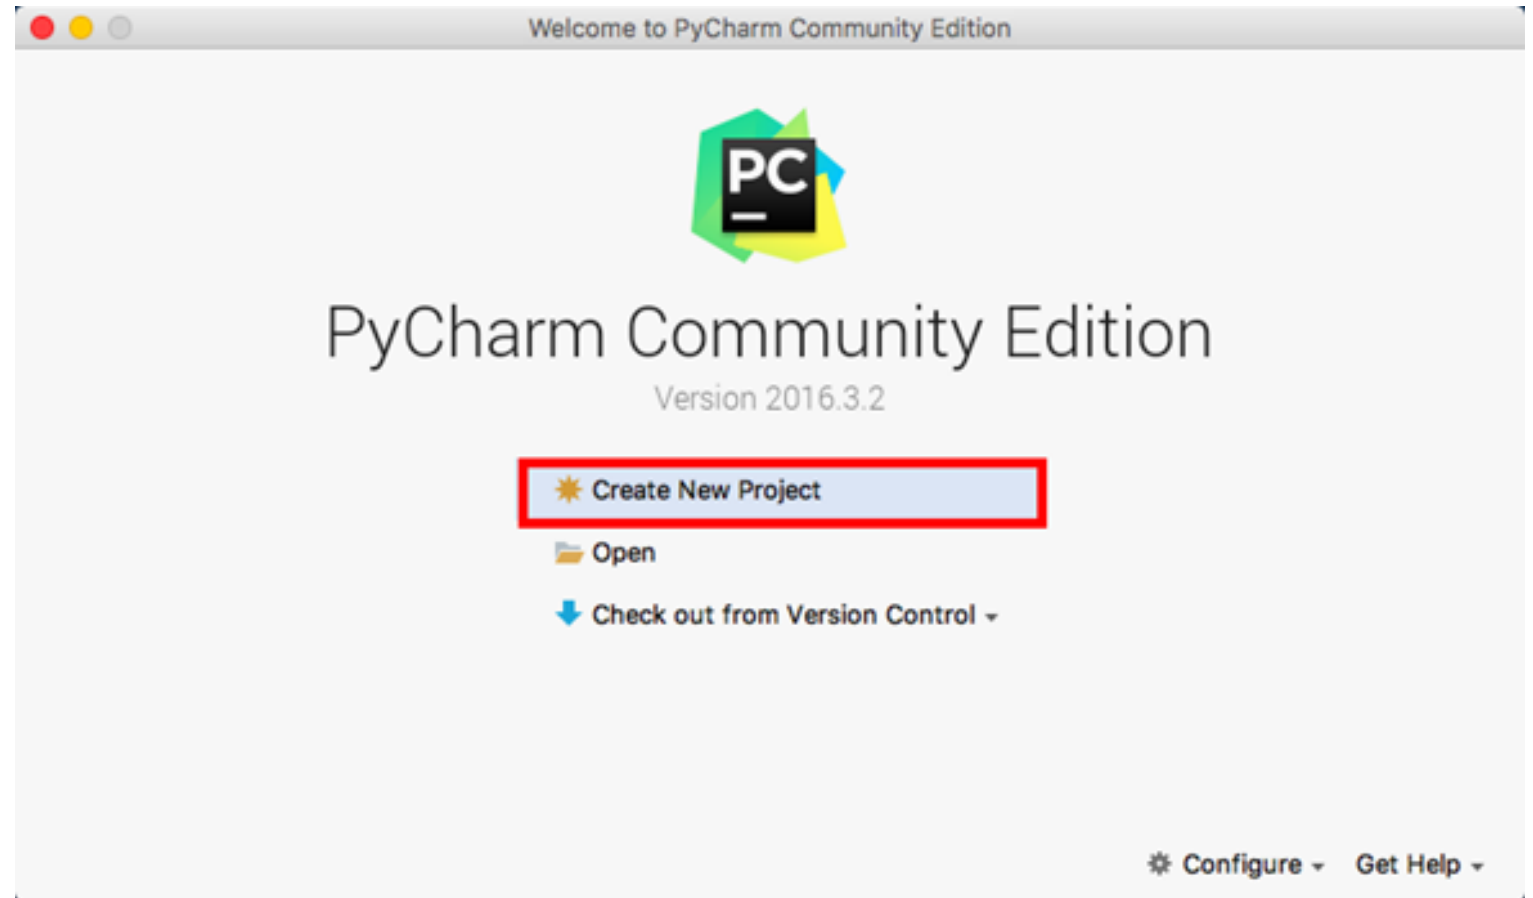 Welcome to PyCharm Community Edition
PC
PyCharm Community Edition
Version 2016.3.2
Create New Project
Open
Check out from Version Control
Configure Get Help